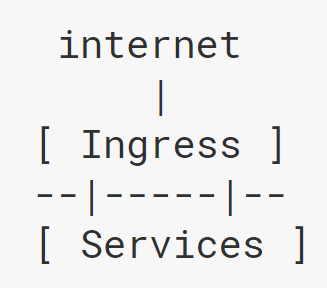 internet
     |
[ Ingress ]
--|-----|--
[ Services ]